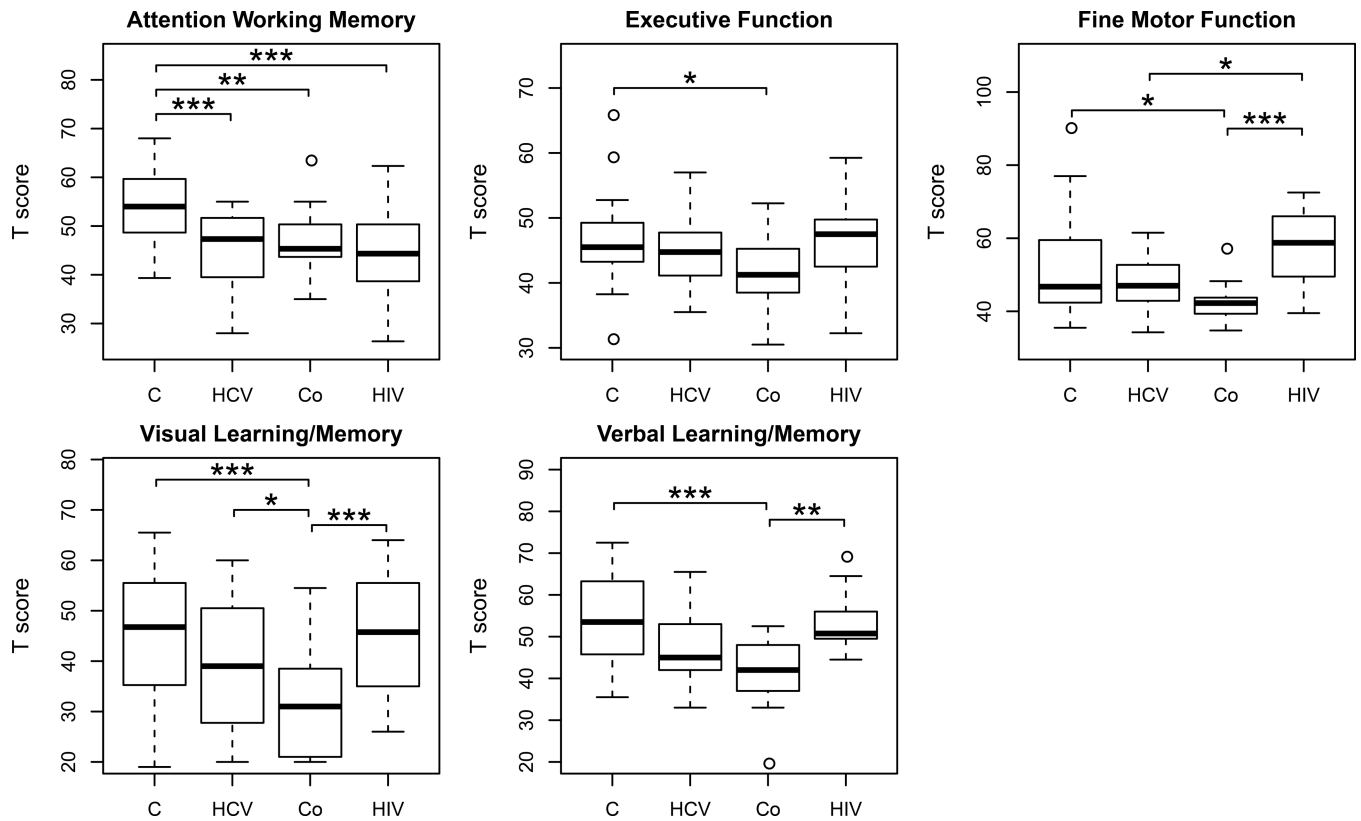 Attention Working Memory
T score
80
70
60
50
40
30
***
**
***
C HCV Co HIV
Executive Function
T score
70
60
50
40
30
*
C HCV Co HIV
Fine Motor Function
T score
100
80
60
40
*
*
***
C HCV Co HIV
Visual Learning/Memory
T score
80
70
60
50
40
30
20
***
*
***
C HCV Co HIV
Verbal Learning/Memory
T score
90
80
70
60
50
40
30
20
***
**
C HCV Co HIV